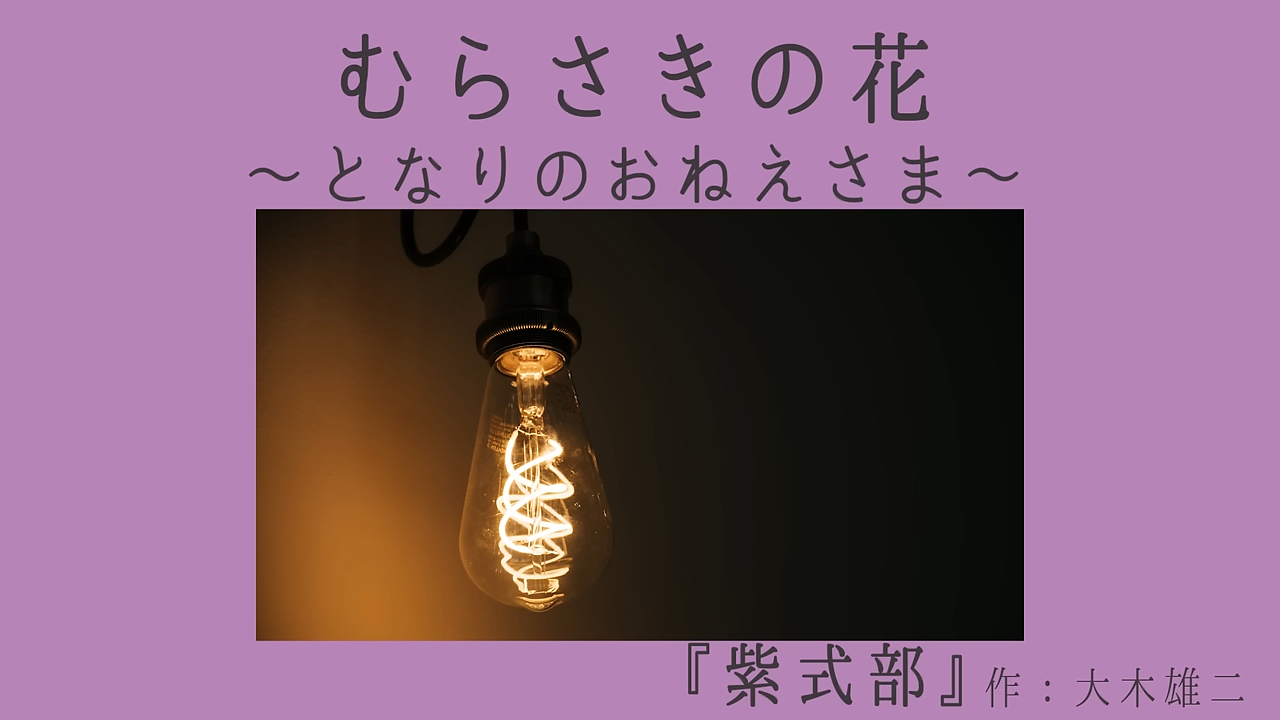 むらさきの花
～となりのおねえさま～
『紫式部』作：大木雄二